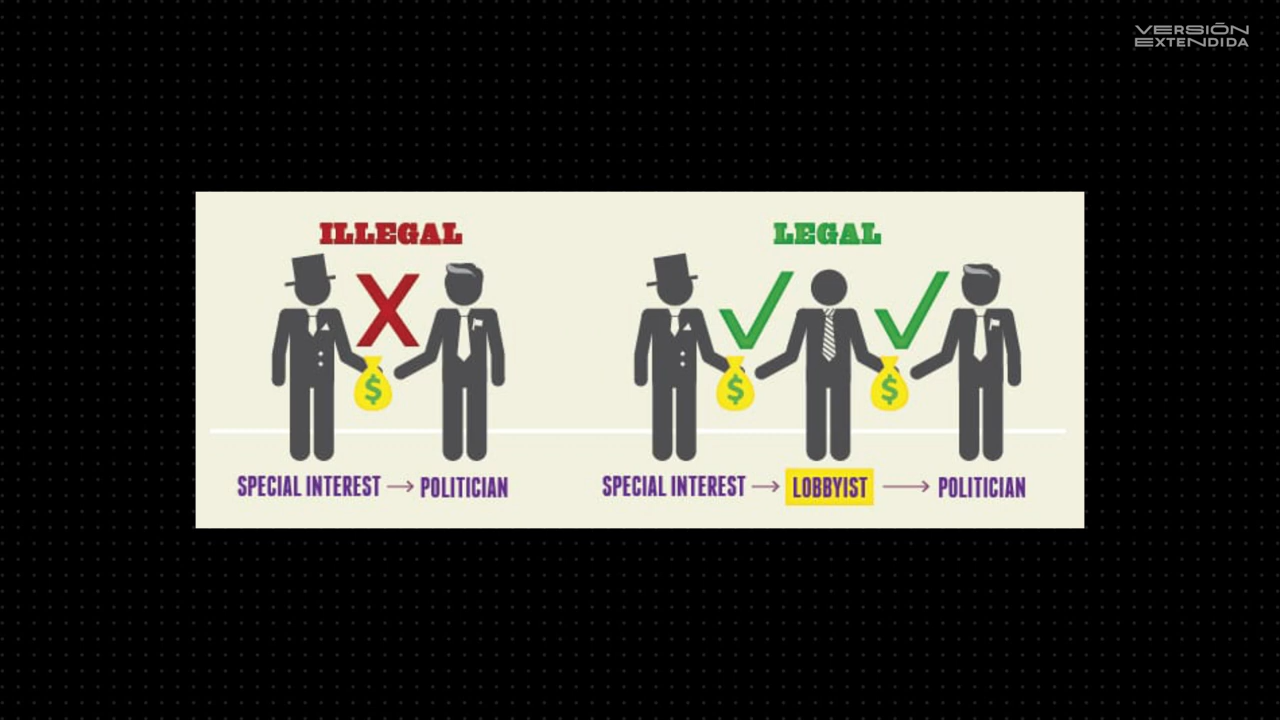 VERSIÓN
EXTENDIDA
ILLEGAL
LEGAL
$
$
$
SPECIAL INTEREST → POLITICIAN
SPECIAL INTEREST → LOBBYIST → POLITICIAN